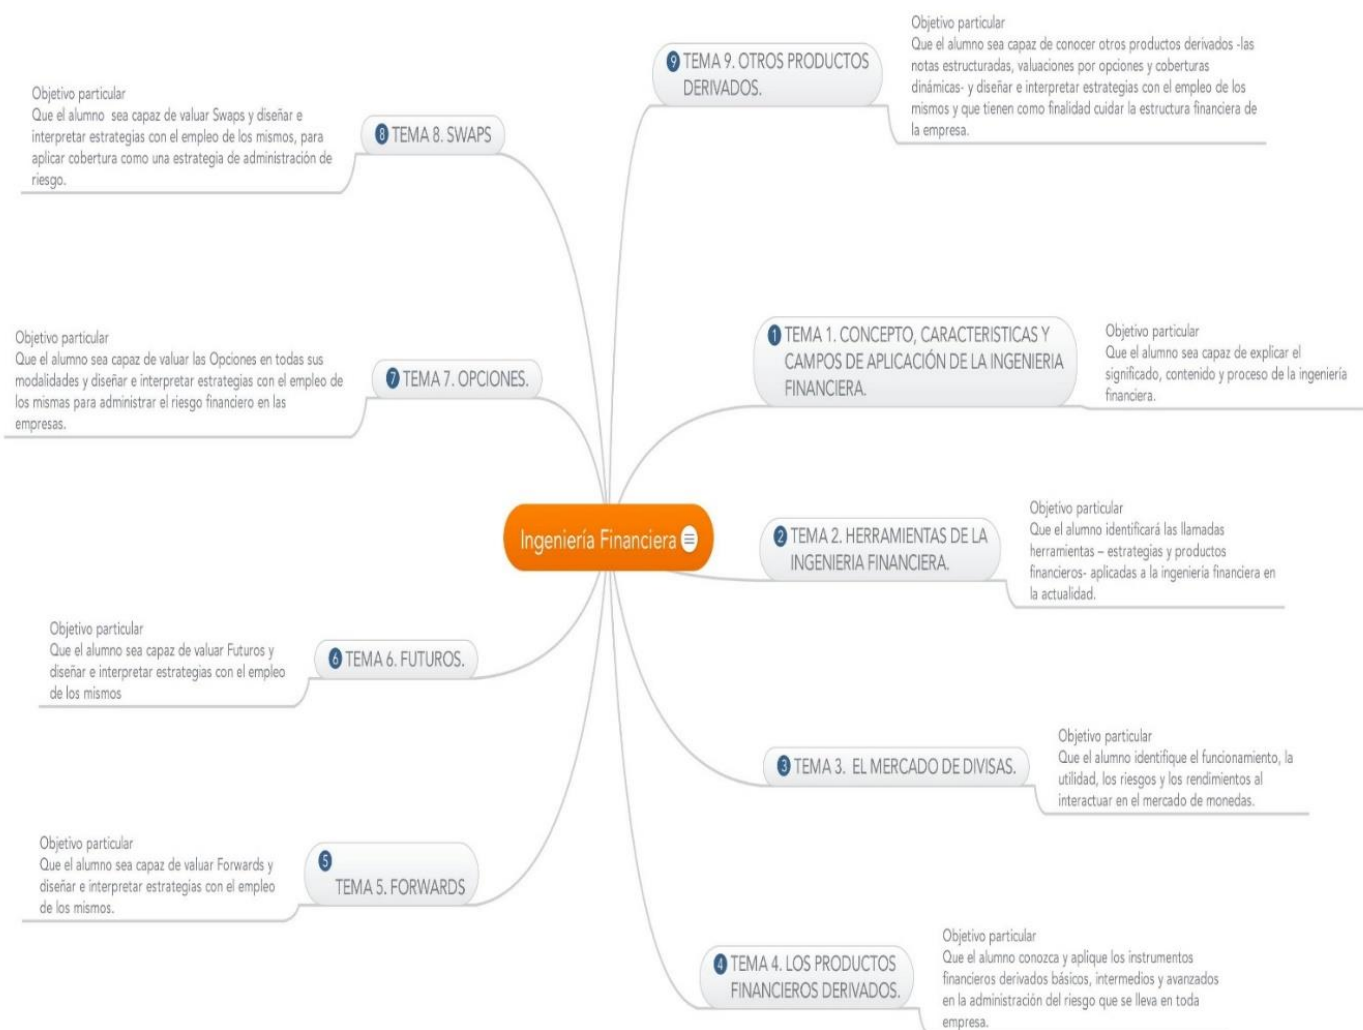 Ingeniería Financiera
1 TEMA 1. CONCEPTO, CARACTERISTICAS Y
CAMPOS DE APLICACIÓN DE LA INGENIERIA
FINANCIERA.
Objetivo particular
Que el alumno sea capaz de explicar el
significado, contenido y proceso de la ingeniería
financiera.
2 TEMA 2. HERRAMIENTAS DE LA
INGENIERIA FINANCIERA.
Objetivo particular
Que el alumno identificará las llamadas
herramientas – estrategias y productos
financieros- aplicadas a la ingeniería financiera en
la actualidad.
3 TEMA 3. EL MERCADO DE DIVISAS.
Objetivo particular
Que el alumno identifique el funcionamiento, la
utilidad, los riesgos y los rendimientos al
interactuar en el mercado de monedas.
4 TEMA 4. LOS PRODUCTOS
FINANCIEROS DERIVADOS.
Objetivo particular
Que el alumno conozca y aplique los instrumentos
financieros derivados básicos, intermedios y avanzados
en la administración del riesgo que se lleva en toda
empresa.
5
TEMA 5. FORWARDS
Objetivo particular
Que el alumno sea capaz de valuar Forwards y
diseñar e interpretar estrategias con el empleo
de los mismos.
6 TEMA 6. FUTUROS.
Objetivo particular
Que el alumno sea capaz de valuar Futuros y
diseñar e interpretar estrategias con el empleo
de los mismos
7 TEMA 7. OPCIONES.
Objetivo particular
Que el alumno sea capaz de valuar las Opciones en todas sus
modalidades y diseñar e interpretar estrategias con el empleo de
los mismas para administrar el riesgo financiero en las
empresas.
8 TEMA 8. SWAPS
Objetivo particular
Que el alumno sea capaz de valuar Swaps y diseñar e
interpretar estrategias con el empleo de los mismos, para
aplicar cobertura como una estrategia de administración de
riesgo.
9 TEMA 9. OTROS PRODUCTOS
DERIVADOS.
Objetivo particular
Que el alumno sea capaz de conocer otros productos derivados -las
notas estructuradas, valuaciones por opciones y coberturas
dinámicas- y diseñar e interpretar estrategias con el empleo de los
mismos y que tienen como finalidad cuidar la estructura financiera de
la empresa.